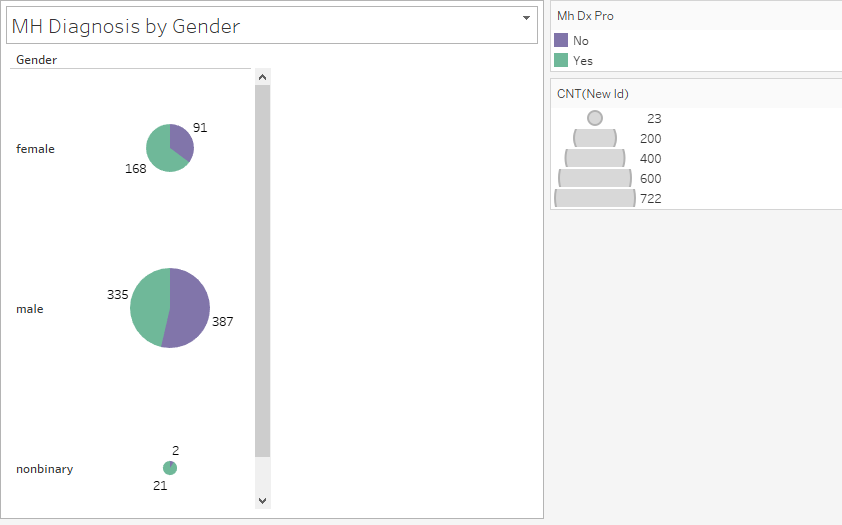 MH Diagnosis by Gender
Gender
female
91
168
male
335
387
nonbinary
2
21
Mh Dx Pro
No
Yes
CNT(New Id)
23
200
400
600
722